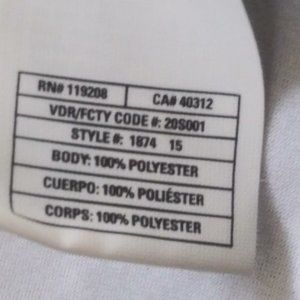 RN# 119208 CA# 40312
VDR/FCTY CODE #: 20S001
STYLE #: 1874 15
BODY: 100% POLYESTER
CUERPO: 100% POLIÉSTER
CORPS: 100% POLYESTER